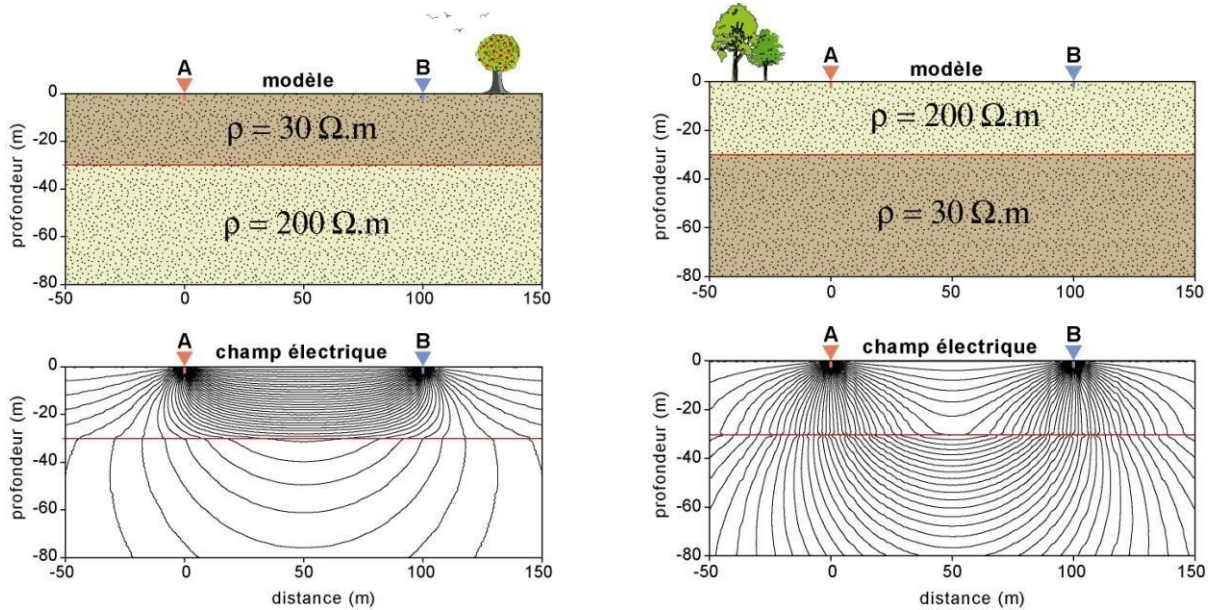 A
modèle
B
profondeur (m)
0
-20
-40
-60
-80
ρ = 30 Ω.m
ρ = 200 Ω.m
-50
0
50
100
150
A
modèle
B
profondeur (m)
0
-20
-40
-60
-80
ρ = 200 Ω.m
ρ = 30 Ω.m
-50
0
50
100
150
A
champ électrique
B
profondeur (m)
0
-20
-40
-60
-80
-50
0
50
100
150
distance (m)
A
champ électrique
B
profondeur (m)
0
-20
-40
-60
-80
-50
0
50
100
150
distance (m)